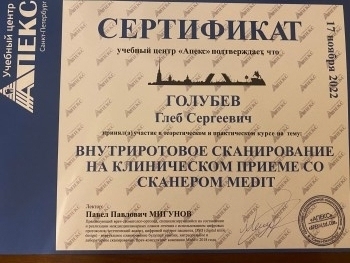 Учебный центр
АПЕКС
Санкт-Петербург
СЕРТИФИКАТ
учебный центр «Апекс» подтверждает, что
17 ноября 2022
ГОЛУБЕВ
Глеб Сергеевич
принял(а) участие в теоретическом и практическом курсе на тему:
ВНУТРИРОТОВОЕ СКАНИРОВАНИЕ
НА КЛИНИЧЕСКОМ ПРИЕМЕ СО
СКАНЕРОМ MEDIT
Лектор:
Павел Павлович МИГУНОВ
«АПЕКС»